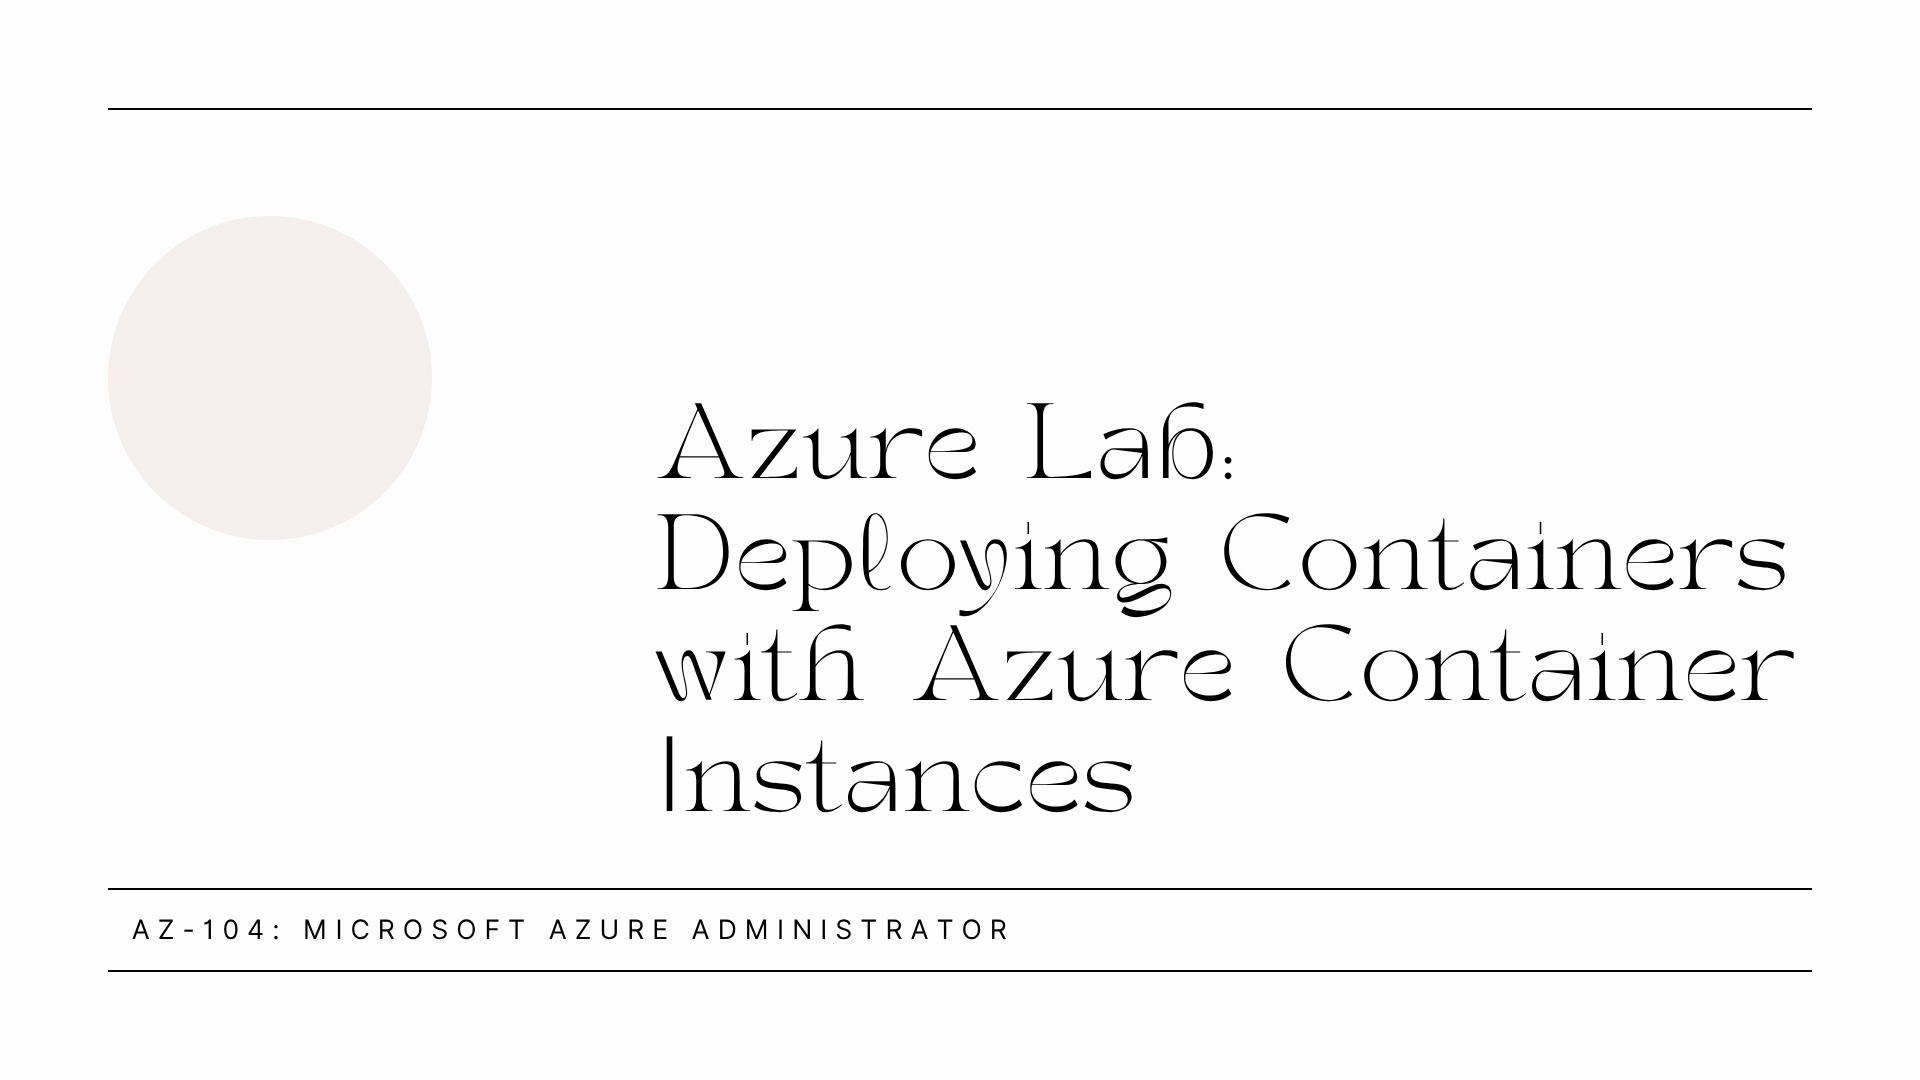 Azure Lab:
Deploying Containers
with Azure Container
Instances
AZ-104: MICROSOFT AZURE ADMINISTRATOR